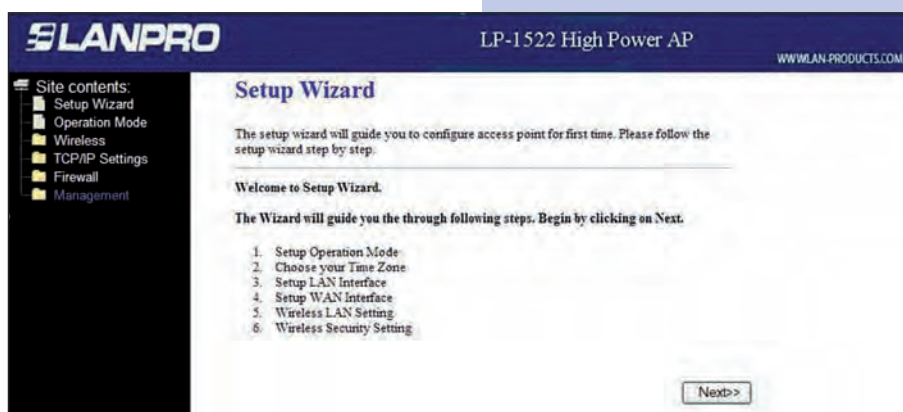 LANPRO
LP-1522 High Power AP
WWW.LAN-PRODUCTS.COM
Site contents:
Setup Wizard
Operation Mode
Wireless
TCP/IP Settings
Firewall
Management
Setup Wizard
The setup wizard will guide you to configure access point for first time. Please follow the
setup wizard step by step.
Welcome to Setup Wizard.
The Wizard will guide you the through following steps. Begin by clicking on Next.
1. Setup Operation Mode
2. Choose your Time Zone
3. Setup LAN Interface
4. Setup WAN Interface
5. Wireless LAN Setting
6. Wireless Security Setting
Next>>